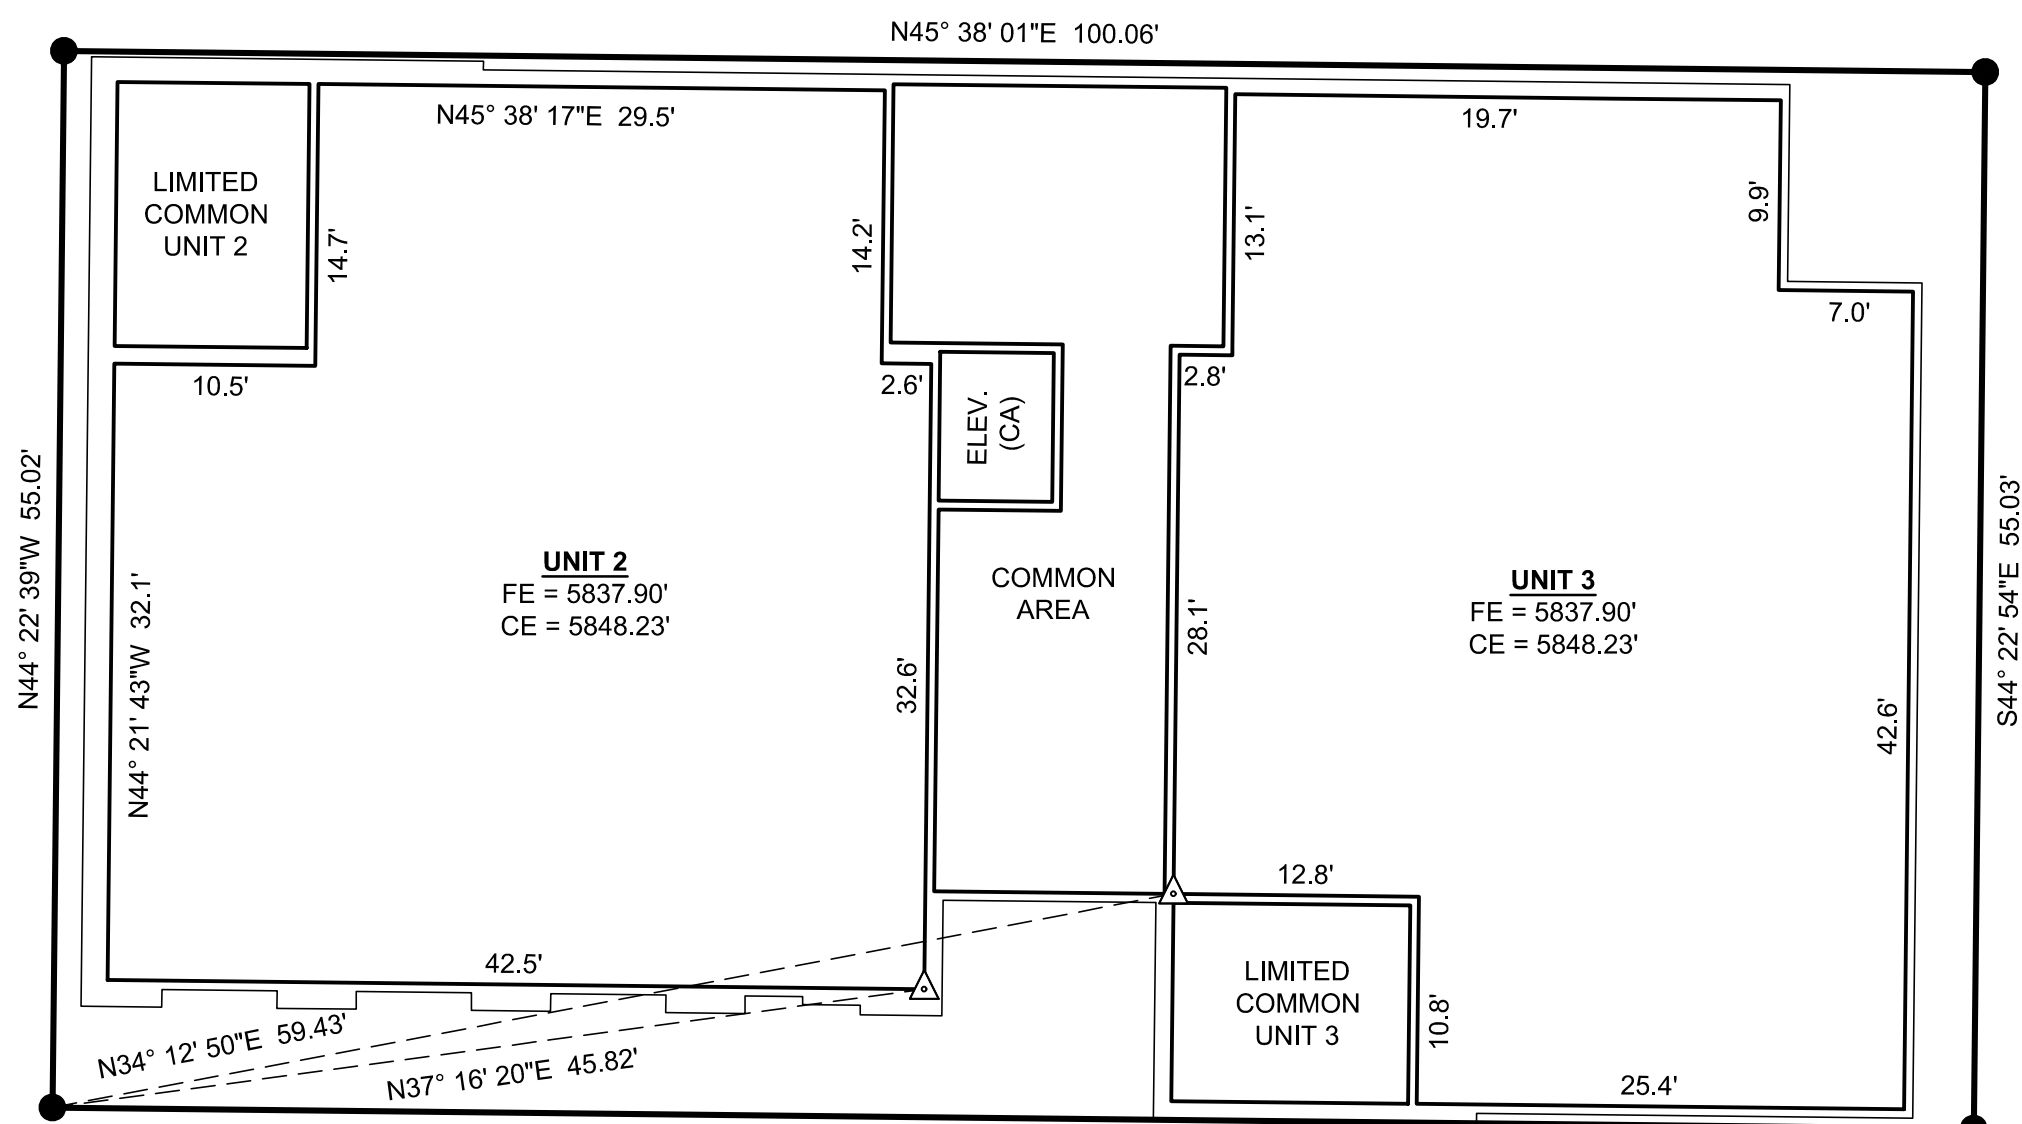 N45° 38' 01"E 100.06'
N45° 38' 17"E 29.5'
19.7'
LIMITED
COMMON
UNIT 2
14.7'
14.2'
13.1'
9.9'
7.0'
10.5'
2.6'
2.8'
ELEV.
(CA)
N44° 22' 39"W 55.02'
N44° 21' 43"W 32.1'
UNIT 2
FE = 5837.90'
CE = 5848.23'
32.6'
COMMON
AREA
28.1'
UNIT 3
FE = 5837.90'
CE = 5848.23'
42.6'
S44° 22' 54"E 55.03'
12.8'
42.5'
LIMITED
COMMON
UNIT 3
10.8'
25.4'
N34° 12' 50"E 59.43'
N37° 16' 20"E 45.82'